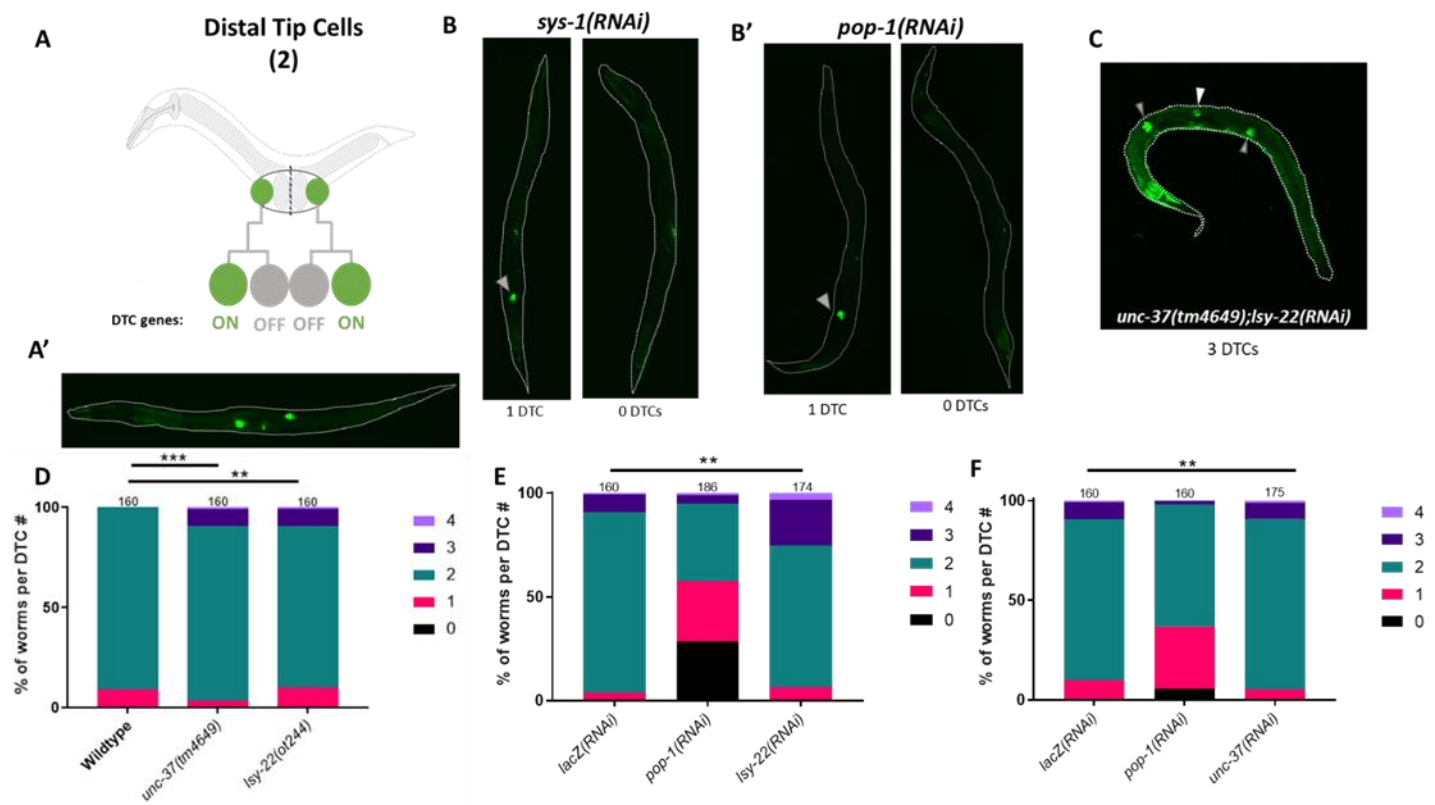 A
Distal Tip Cells
(2)
DTC genes:
ON OFF OFF ON
A’
B
sys-1(RNAi)
1 DTC
0 DTCs
B’
pop-1(RNAi)
1 DTC
0 DTCs
C
unc-37(tm4649);lsy-22(RNAi)
3 DTCs
D
***
**
160 160 160
% of worms per DTC #
100
50
0
Wildtype
unc-37(tm4649)
lsy-22(ot244)
4
3
2
1
0
E
**
160 186 174
% of worms per DTC #
100
50
0
lacZ(RNAi)
pop-1(RNAi)
lsy-22(RNAi)
4
3
2
1
0
F
**
160 160 175
% of worms per DTC #
100
50
0
lacZ(RNAi)
pop-1(RNAi)
unc-37(RNAi)
4
3
2
1
0